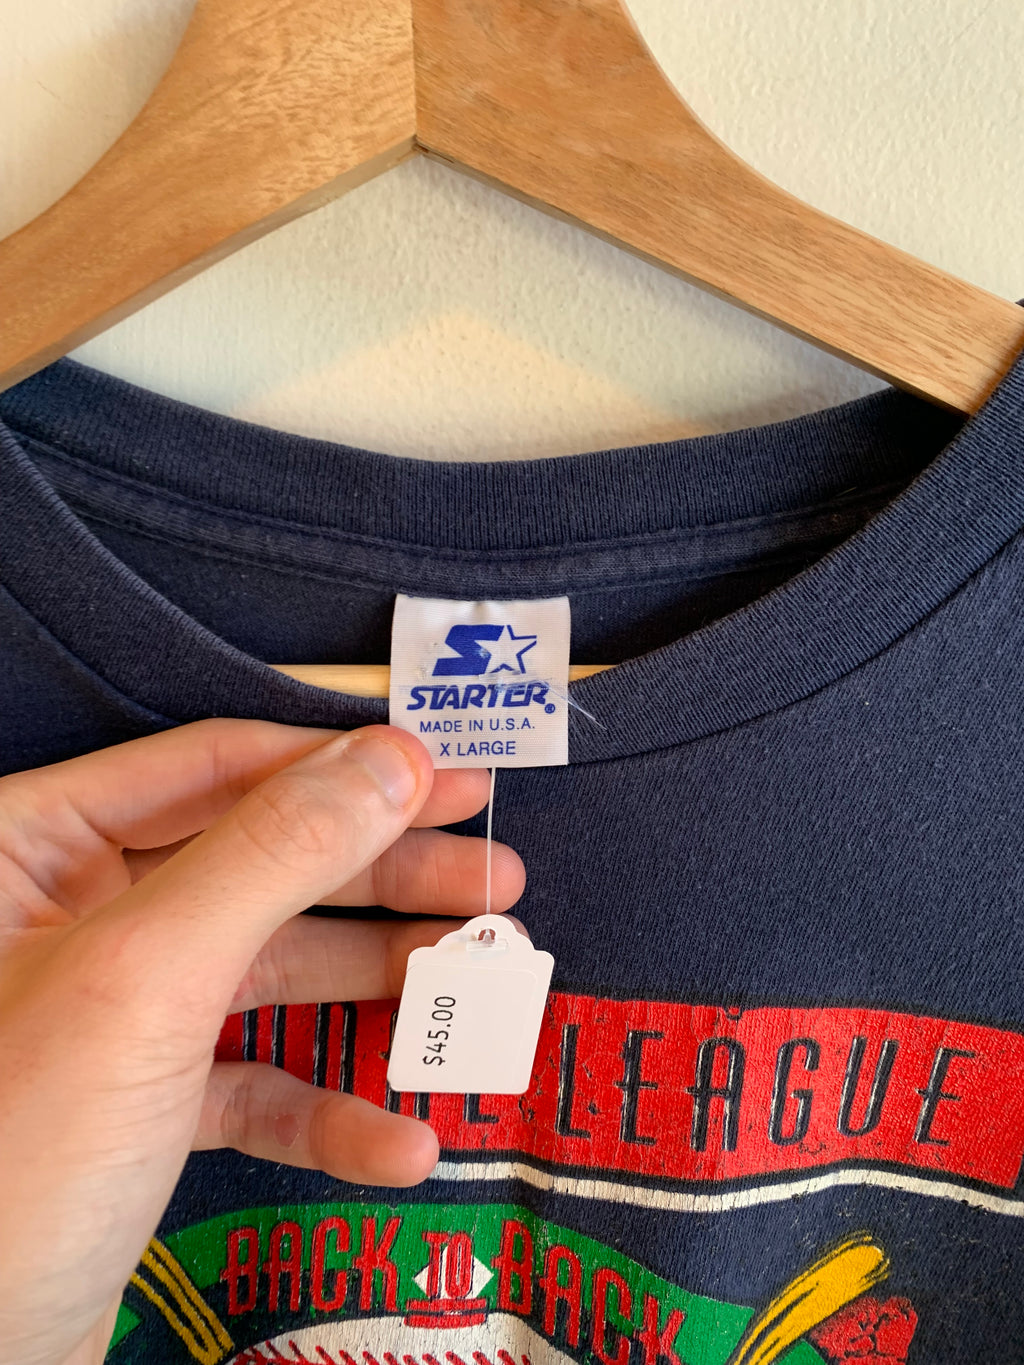 STARTER®
MADE IN U.S.A.
X LARGE
$45.00
LEAGUE
BACK TO BACK